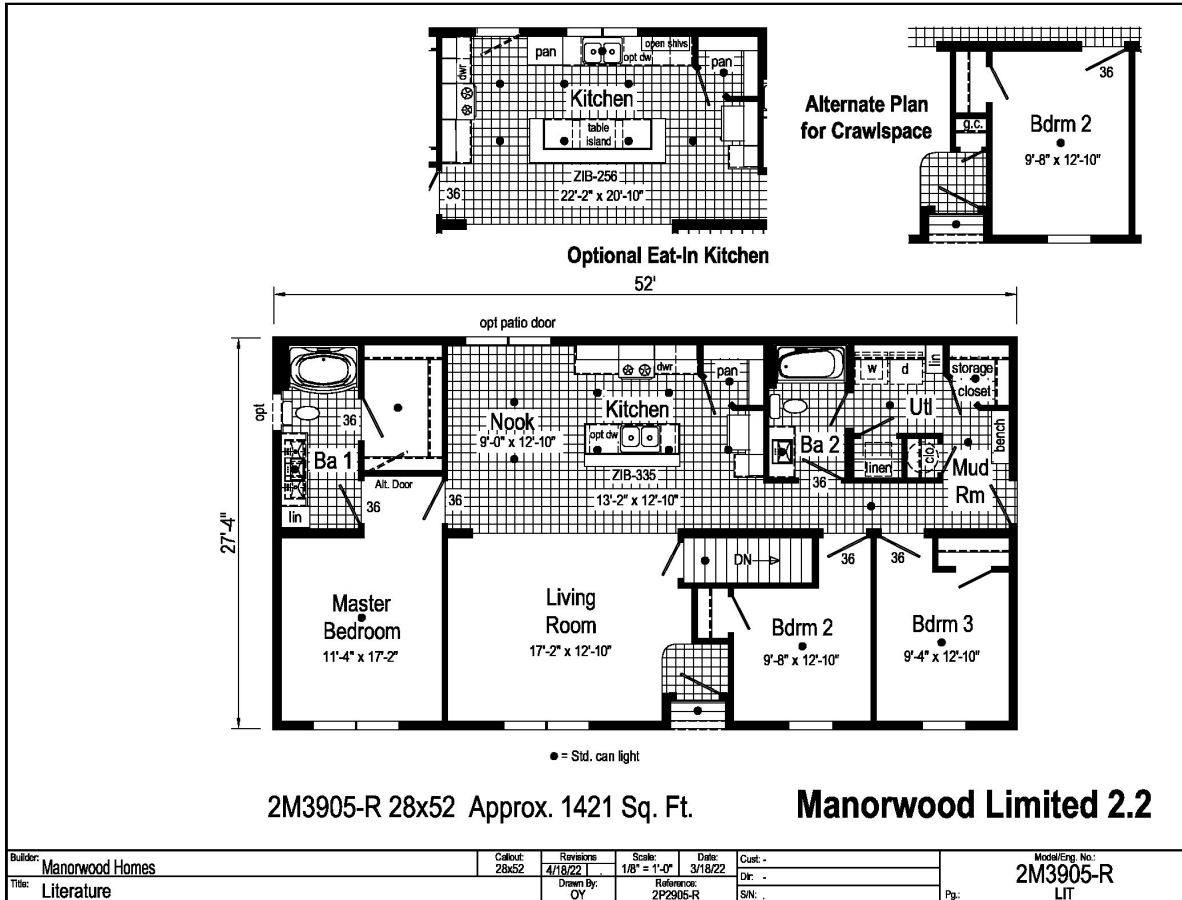 pan
opt dw
open shlvs
pan
dwr
Kitchen
table
island
ZIB-256
22'-2" x 20'-10"
36
Optional Eat-In Kitchen
Alternate Plan
for Crawlspace
36
g.c.
Bdrm 2
9'-8" x 12'-10"
52'
27'-4"
opt patio door
opt
36
Ba 1
lin
36
Alt. Door
36
Nook
9'-0" x 12'-10"
dwr
Kitchen
opt dw
ZIB-335
13'-2" x 12'-10"
pan
Ba 2
36
w
d
lin
Utl
linen
clo.
storage
closet
bench
Mud
Rm
DN
36
36
Master
Bedroom
11'-4" x 17'-2"
Living
Room
17'-2" x 12'-10"
Bdrm 2
9'-8" x 12'-10"
Bdrm 3
9'-4" x 12'-10"
● = Std. can light
2M3905-R 28x52 Approx. 1421 Sq. Ft.
Manorwood Limited 2.2
Builder: Manorwood Homes
Title: Literature
Callout: 28x52
Revisions 4/18/22
Scale: 1/8" = 1'-0"
Date: 3/18/22
Drawn By: OY
Reference: 2P2905-R
Cust: -
Dlr: -
S/N: .
Model/Eng. No.:
2M3905-R
Pg.: LIT